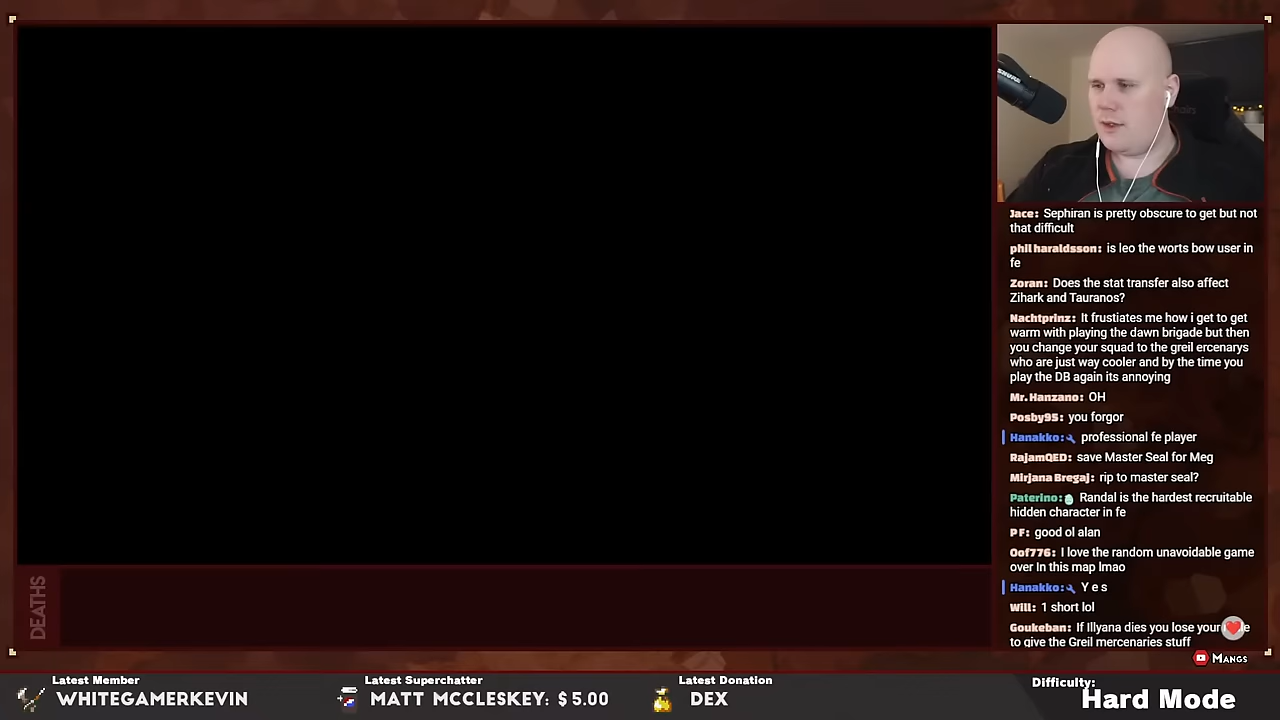 SHURE
Jace: Sephiran is pretty obscure to get but not
that difficult
phil haraldsson: is leo the worts bow user in
fe
Zoran: Does the stat transfer also affect
Zihark and Tauranos?
Nachtprinz: It frustiates me how i get to get
warm with playing the dawn brigade but then
you change your squad to the greil ercenarys
who are just way cooler and by the time you
play the DB again its annoying
Mr. Hanzano: OH
Posby95: you forgor
Hanakko: professional fe player
RajamQED: save Master Seal for Meg
Mirjana Bregaj: rip to master seal?
Paterino: Randal is the hardest recruitable
hidden character in fe
PF: good ol alan
Oof776: I love the random unavoidable game
over In this map lmao
Hanakko: Y e s
Will: 1 short lol
Goukeban: If Illyana dies you lose your
to give the Greil mercenaries stuff
DEATHS
MANGS
Latest Member
WHITEGAMERKEVIN
Latest Superchatter
MATT MCCLESKEY: $5.00
Latest Donation
DEX
Difficulty:
Hard Mode